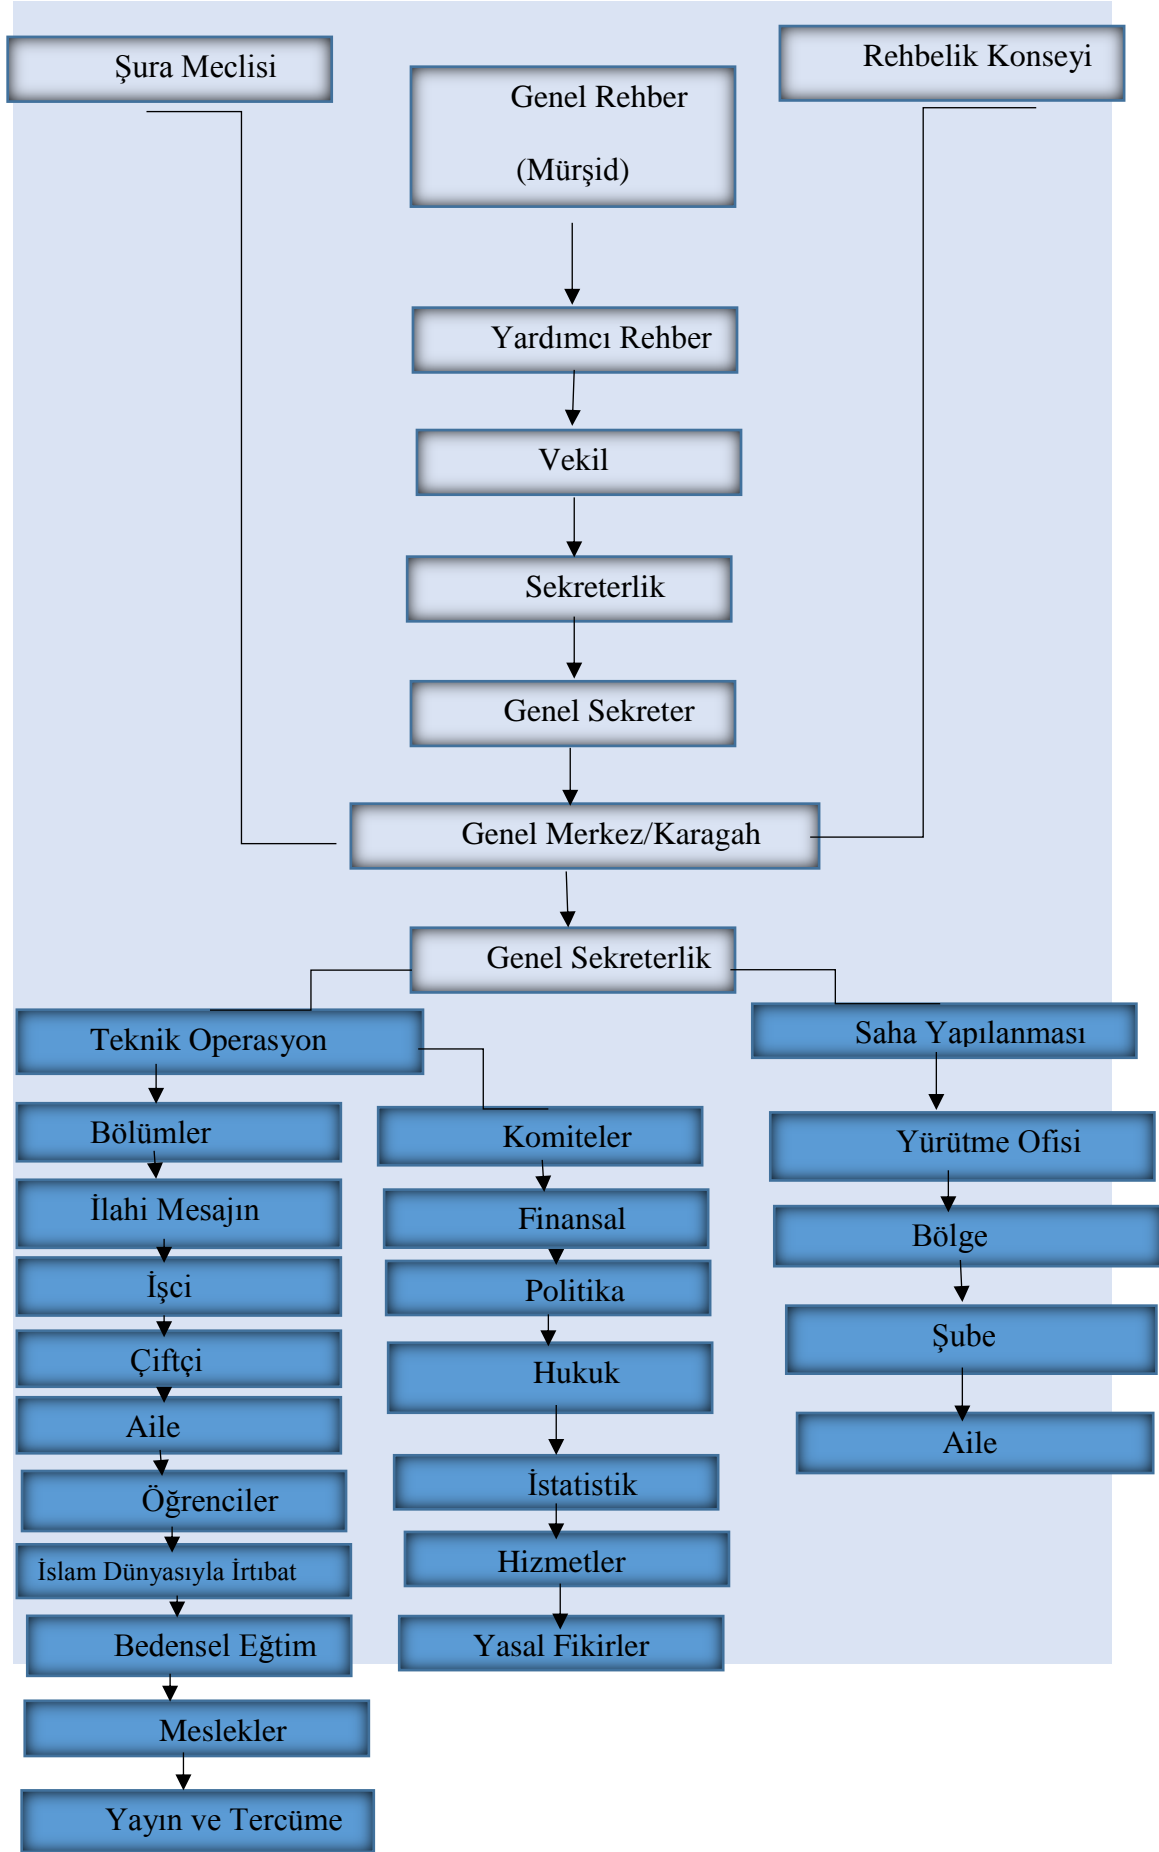 Şura Meclisi
Rehbelik Konseyi
Genel Rehber
(Mürşid)
Yardımcı Rehber
Vekil
Sekreterlik
Genel Sekreter
Genel Merkez/Karagah
Genel Sekreterlik
Teknik Operasyon
Bölümler
İlahi Mesajın
İşci
Çiftçi
Aile
Öğrenciler
İslam Dünyasıyla İrtıbat
Bedensel Eğtim
Meslekler
Yayın ve Tercüme
Komiteler
Finansal
Politika
Hukuk
İstatistik
Hizmetler
Yasal Fikirler
Saha Yapılanması
Yürütme Ofisi
Bölge
Şube
Aile